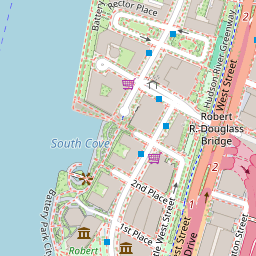 Rector Place
Battery
Hudson River Greenway
West Street
Robert
R. Douglass
Bridge
South Cove
2nd Place
1st Place
West Street
Drive
Battery Park City
Robert
2
2